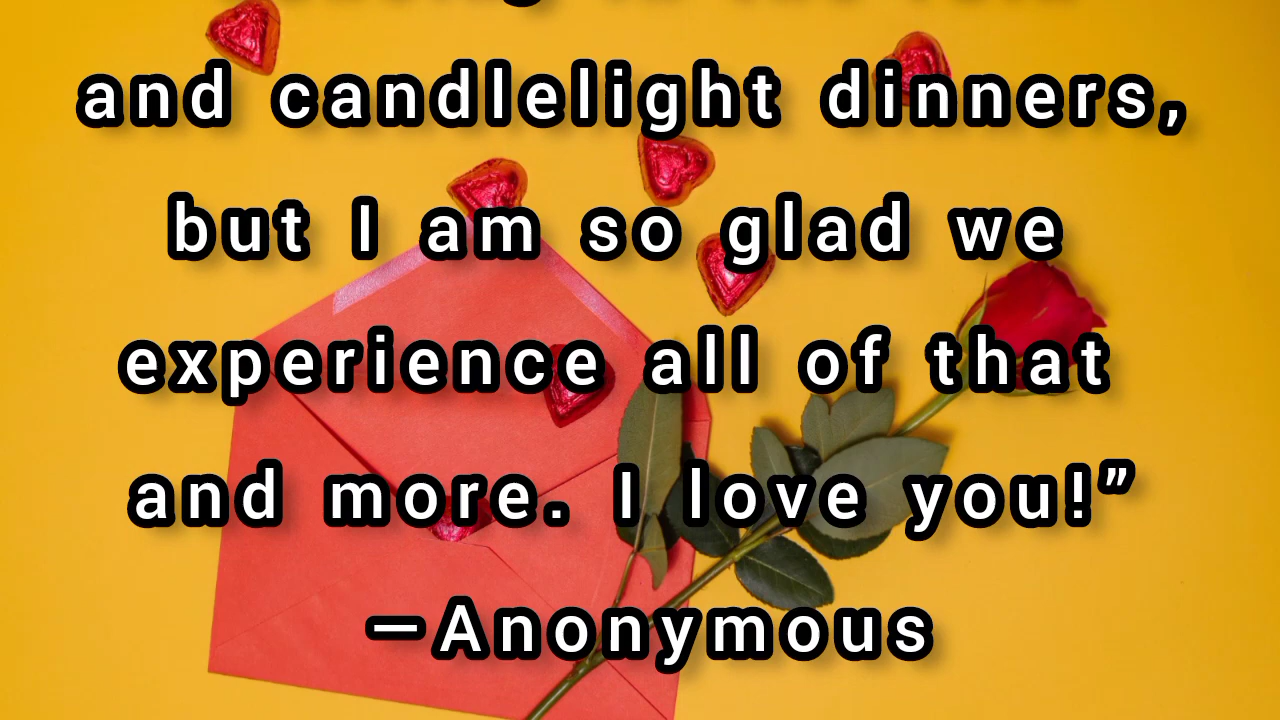 and candlelight dinners,
but I am so glad we
experience all of that
and more. I love you!”
—Anonymous